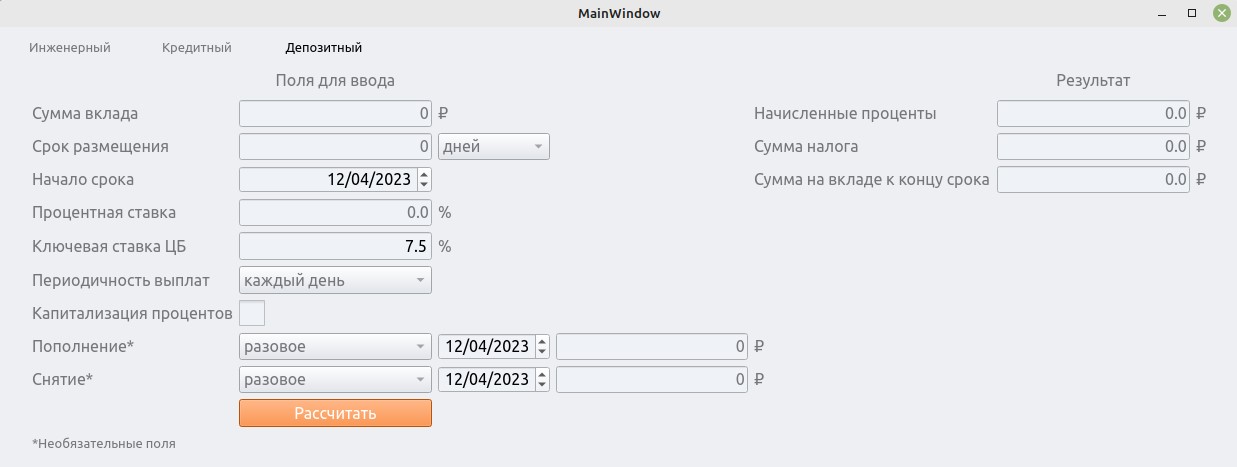 MainWindow
Инженерный Кредитный Депозитный
Поля для ввода Результат
Сумма вклада 0 ₽ Начисленные проценты 0.0 ₽
Срок размещения 0 дней Сумма налога 0.0 ₽
Начало срока 12/04/2023 Сумма на вкладе к концу срока 0.0 ₽
Процентная ставка 0.0 %
Ключевая ставка ЦБ 7.5 %
Периодичность выплат каждый день
Капитализация процентов
Пополнение* разовое 12/04/2023 0 ₽
Снятие* разовое 12/04/2023 0 ₽
Рассчитать
*Необязательные поля